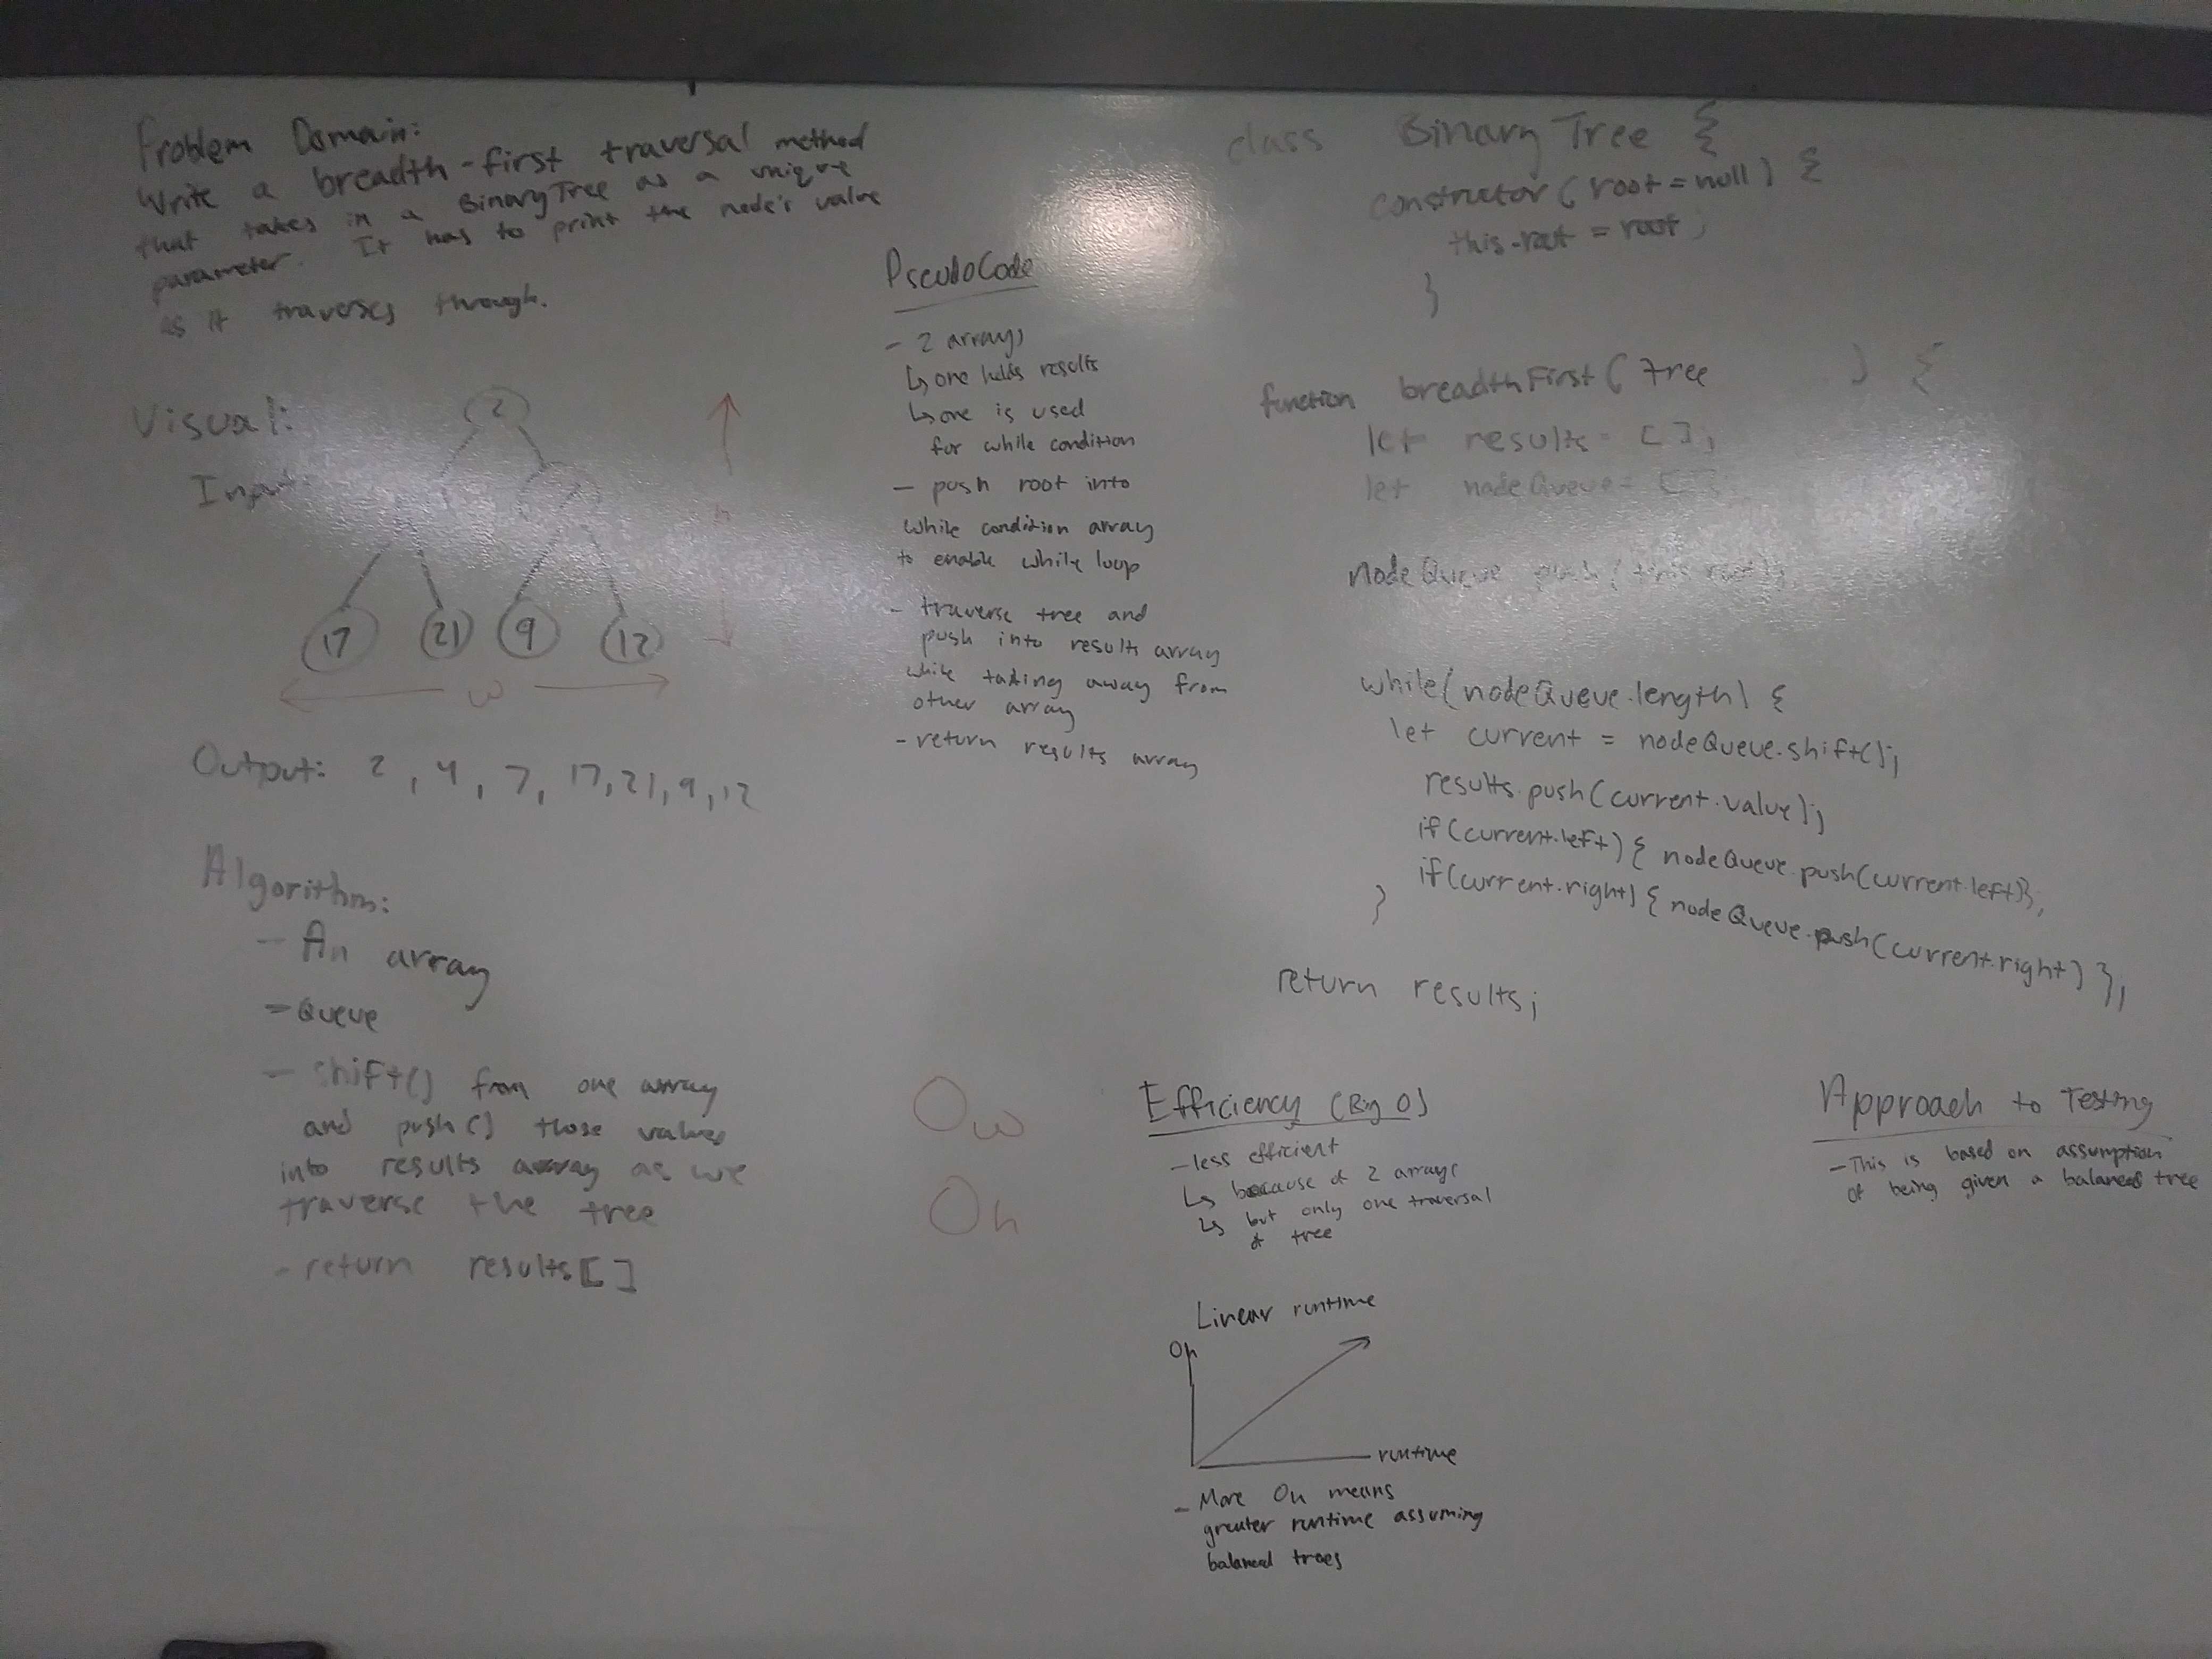 Problem Domain:
Write a breadth-first traversal method
that takes in a BinaryTree as a unique
parameter. It has to print the node's value
as it traverses through.
Visual:
Input:
2
17
21
9
12
w
Output: 2, 4, 7, 17, 21, 9, 12
Algorithm:
- An array
- Queue
- shift() from one array
and push() those values
into results array as we
traverse the tree
- return results[]
PseudoCode
- 2 arrays
↳ one holds results
↳ one is used
for while condition
- push root into
while condition array
to enable while loop
- traverse tree and
push into results array
while taking away from
other array
- return results array
Ow
Oh
class BinaryTree {
constructor (root = null) {
this.root = root;
}
function breadthFirst( tree ) {
let results = [];
let nodeQueue = [
nodeQueue push(this.root);
while(nodeQueue.length) {
let current = nodeQueue.shift();
results.push(current.value);
if(current.left) { nodeQueue.push(current.left)};
if(current.right) { nodeQueue.push(current.right) };
}
return results;
Efficiency (Big O)
- less efficient
↳ because of 2 arrays
↳ but only one traversal
of tree
Linear runtime
Oh
runtime
- More Oh means
greater runtime assuming
balanced trees
Approach to Testing
- This is based on assumption
of being given a balanced tree